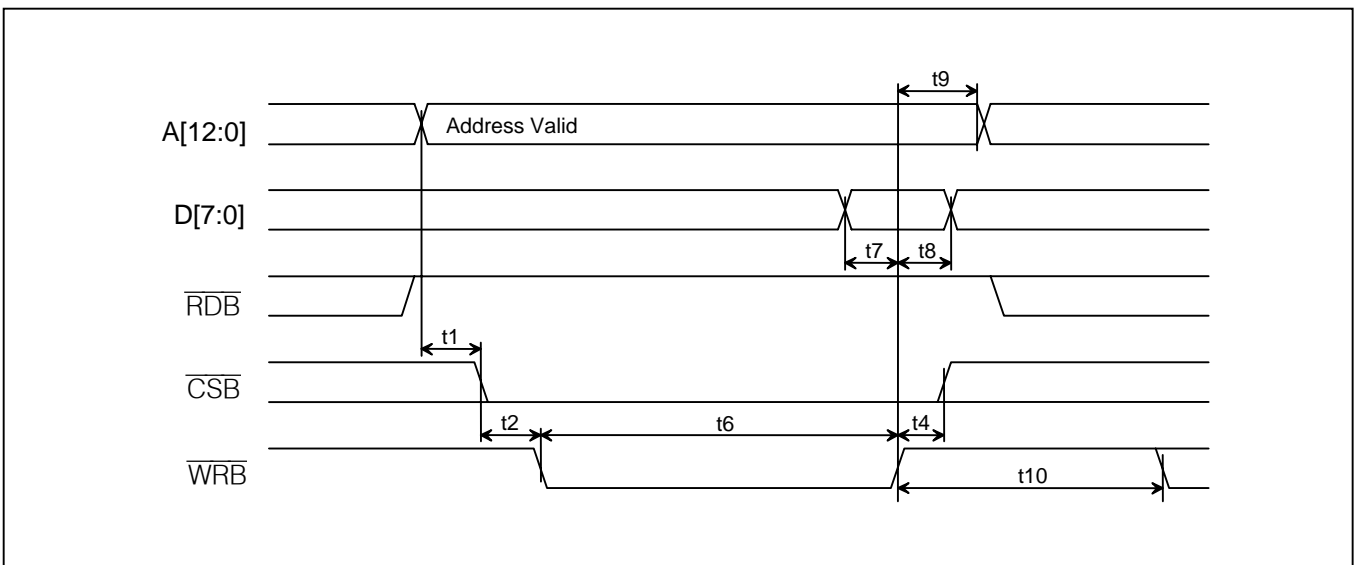 t9
A[12:0]
Address Valid
D[7:0]
t7
t8
RDB
t1
CSB
t2
t6
t4
WRB
t10